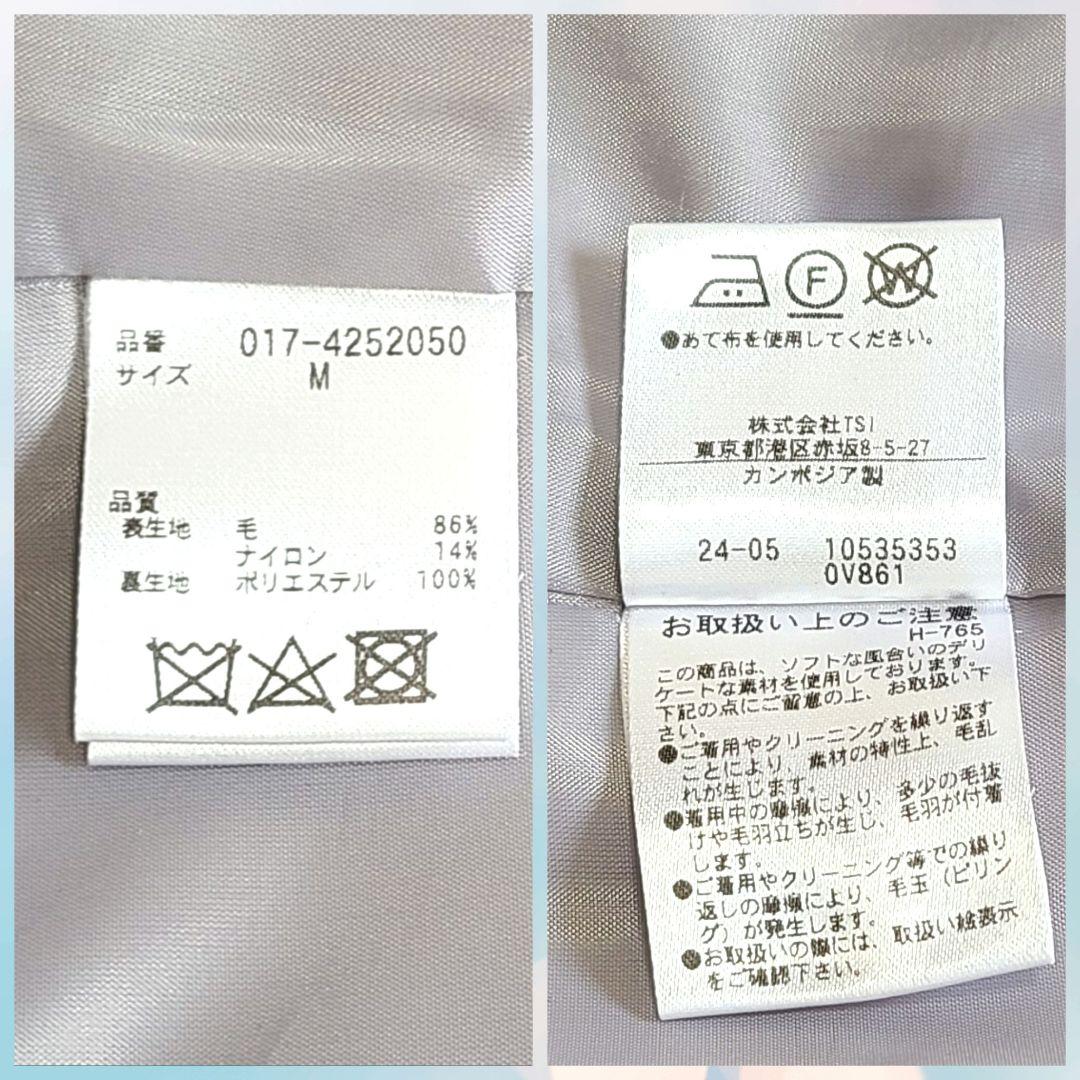 品番 017-4252050
サイズ M
品質
表生地 毛 86%
ナイロン 14%
裏生地 ポリエステル 100%
F
W
●あて布を使用してください。
株式会社TSI
東京都港区赤坂8-5-27
カンボジア製
24-05 10535353
0V861
お取扱い上のご注意
H-765
この商品は、ソフトな風合いのデリ
ケートな素材を使用しております。
下記の点にご留意の上、お取扱い下
さい。
●ご着用やクリーニングを繰り返す
ことにより、素材の特性上、毛乱
れが生じます。
●着用中の摩擦により、多少の毛抜
けや毛羽立ちが生じ、毛羽が付着
します。
●ご着用やクリーニング等での繰り
返しの摩擦により、毛玉（ピリン
グ）が発生します。
●お取扱いの際には、取扱い絵表示
をご確認下さい。